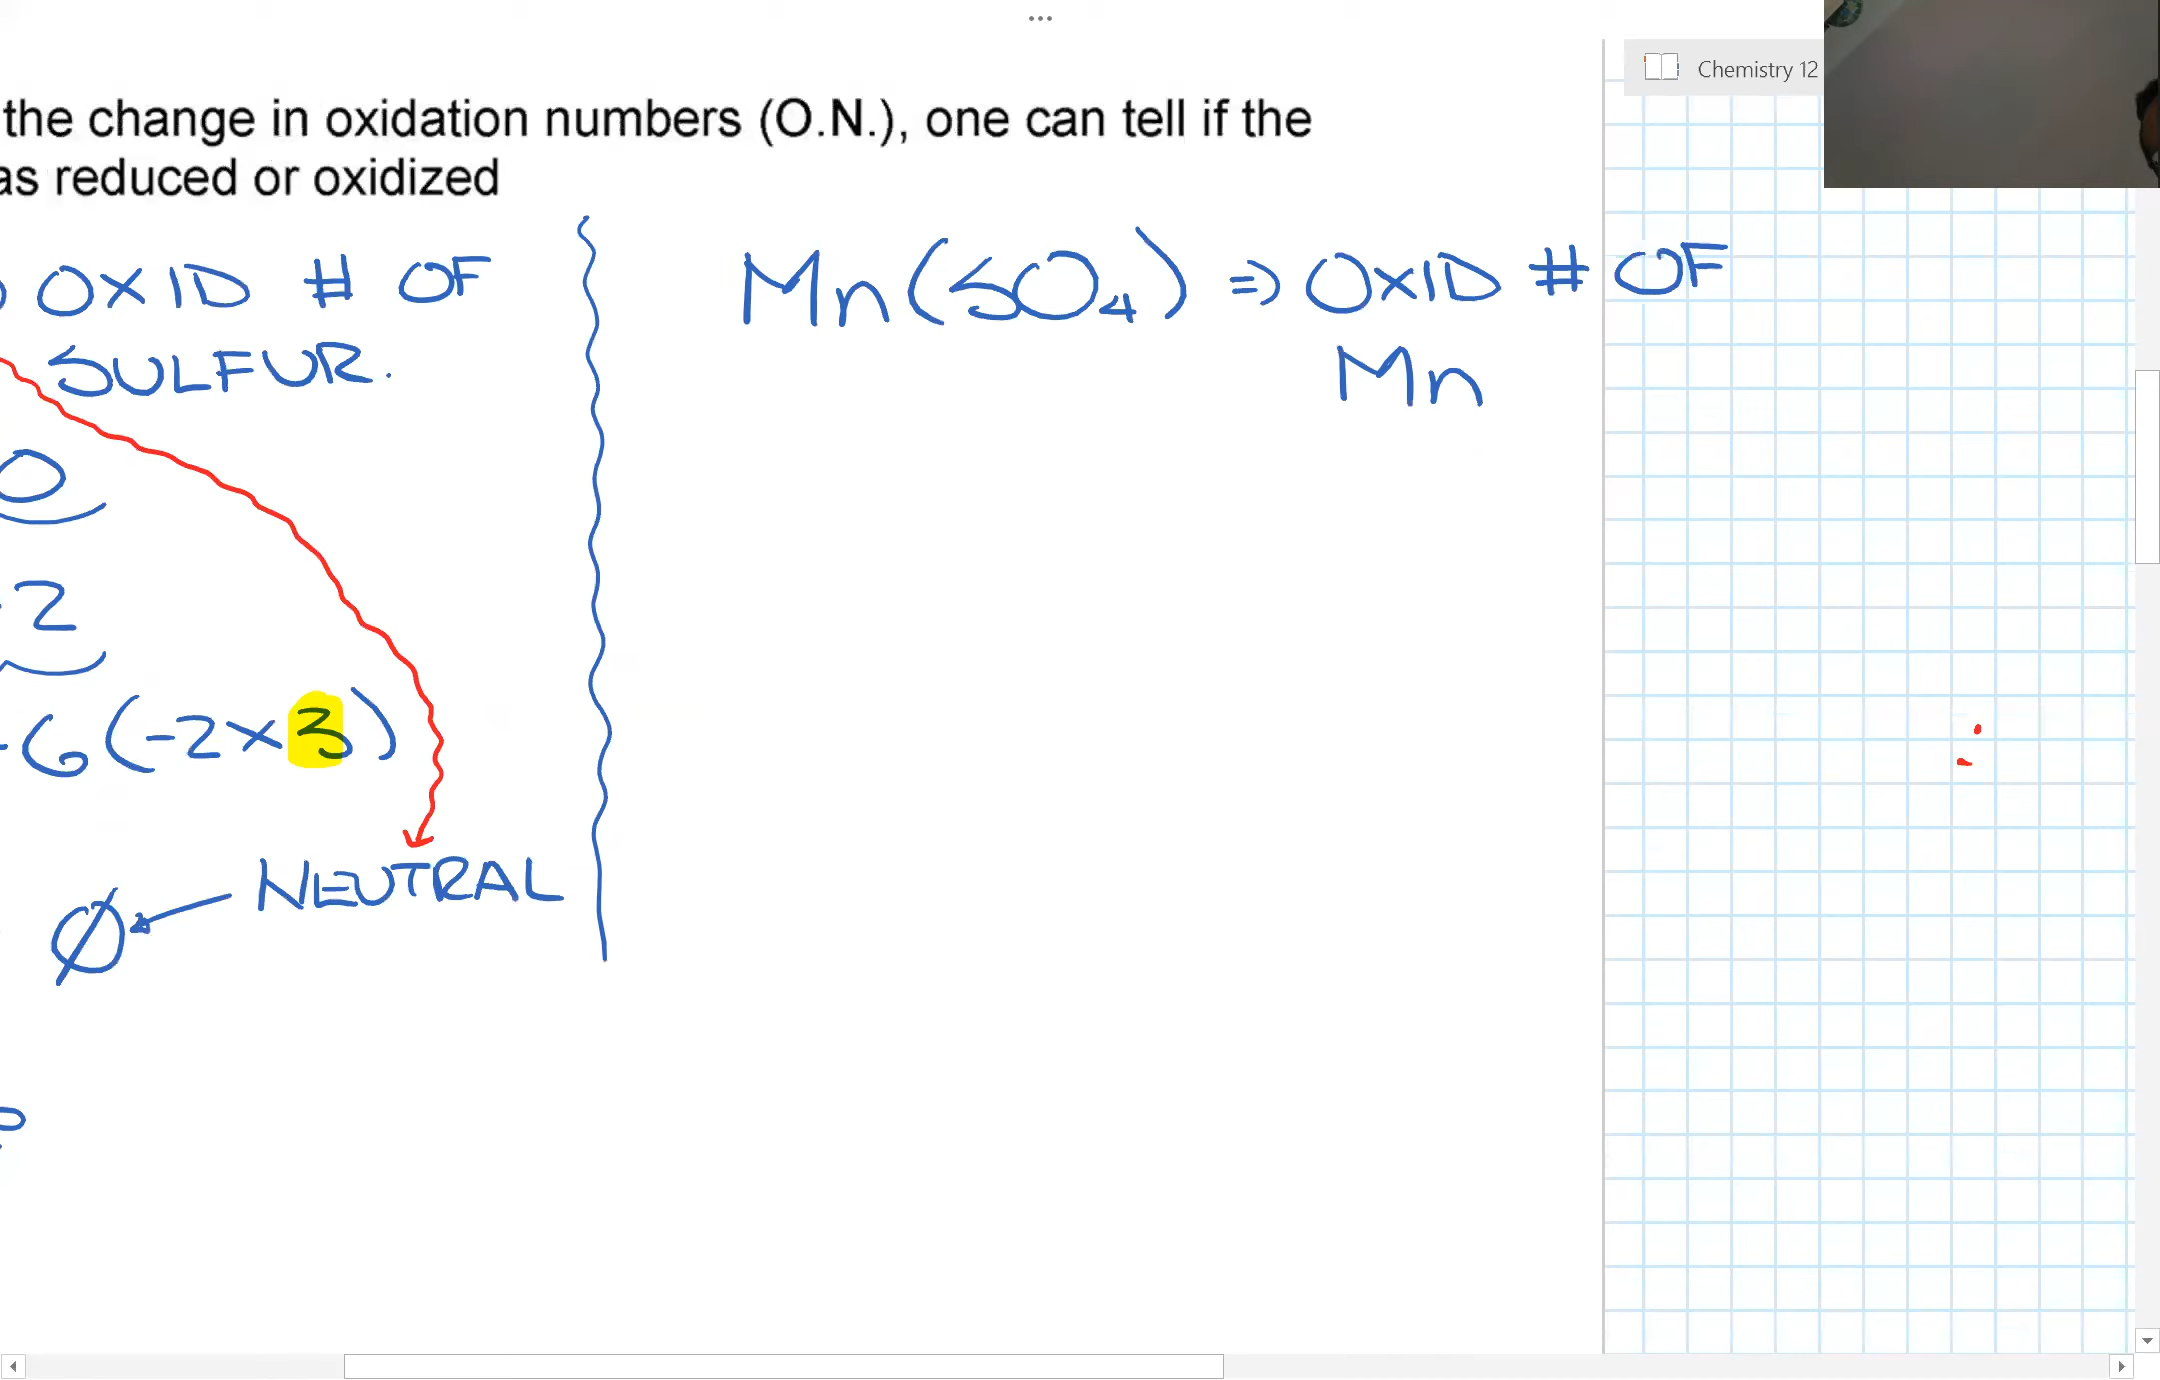 Chemistry 12
the change in oxidation numbers (O.N.), one can tell if the
as reduced or oxidized
OXID # OF
SULFUR.
O
2
-6 (-2×3)
NEUTRAL
Ø
Mn(SO₄) ⇒ OXID # OF
Mn